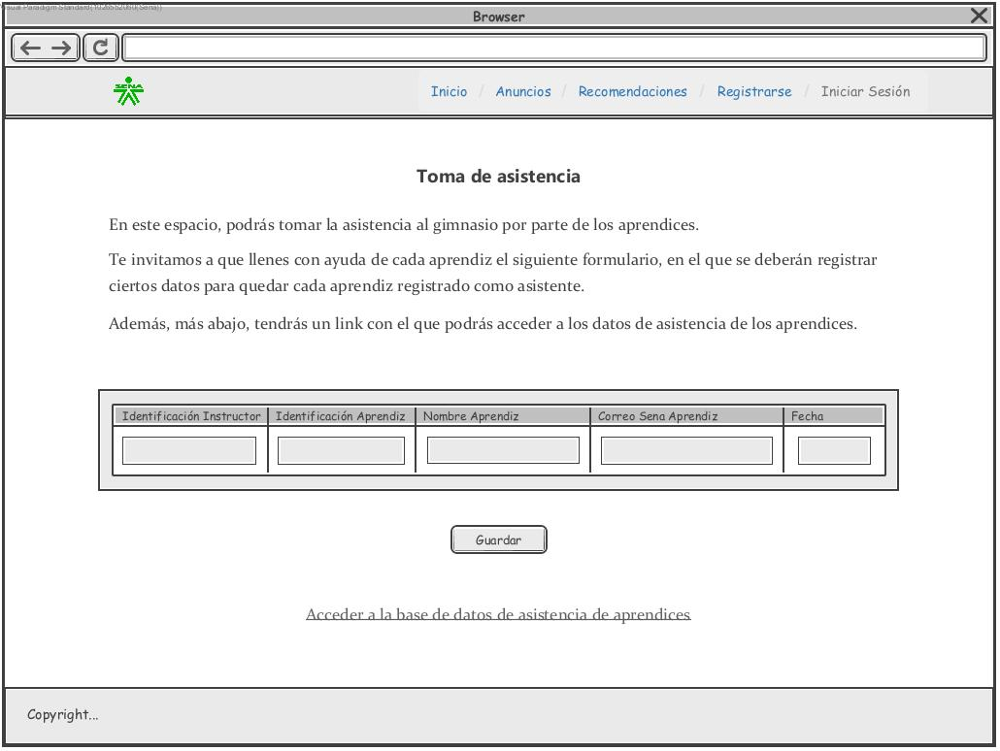 Visual Paradigm Standard(1026552060(Sena))
Browser
SENA
Inicio / Anuncios / Recomendaciones / Registrarse / Iniciar Sesión
Toma de asistencia
En este espacio, podrás tomar la asistencia al gimnasio por parte de los aprendices.
Te invitamos a que llenes con ayuda de cada aprendiz el siguiente formulario, en el que se deberán registrar
ciertos datos para quedar cada aprendiz registrado como asistente.
Además, más abajo, tendrás un link con el que podrás acceder a los datos de asistencia de los aprendices.
Identificación Instructor Identificación Aprendiz Nombre Aprendiz Correo Sena Aprendiz Fecha
Guardar
Acceder a la base de datos de asistencia de aprendices
Copyright...